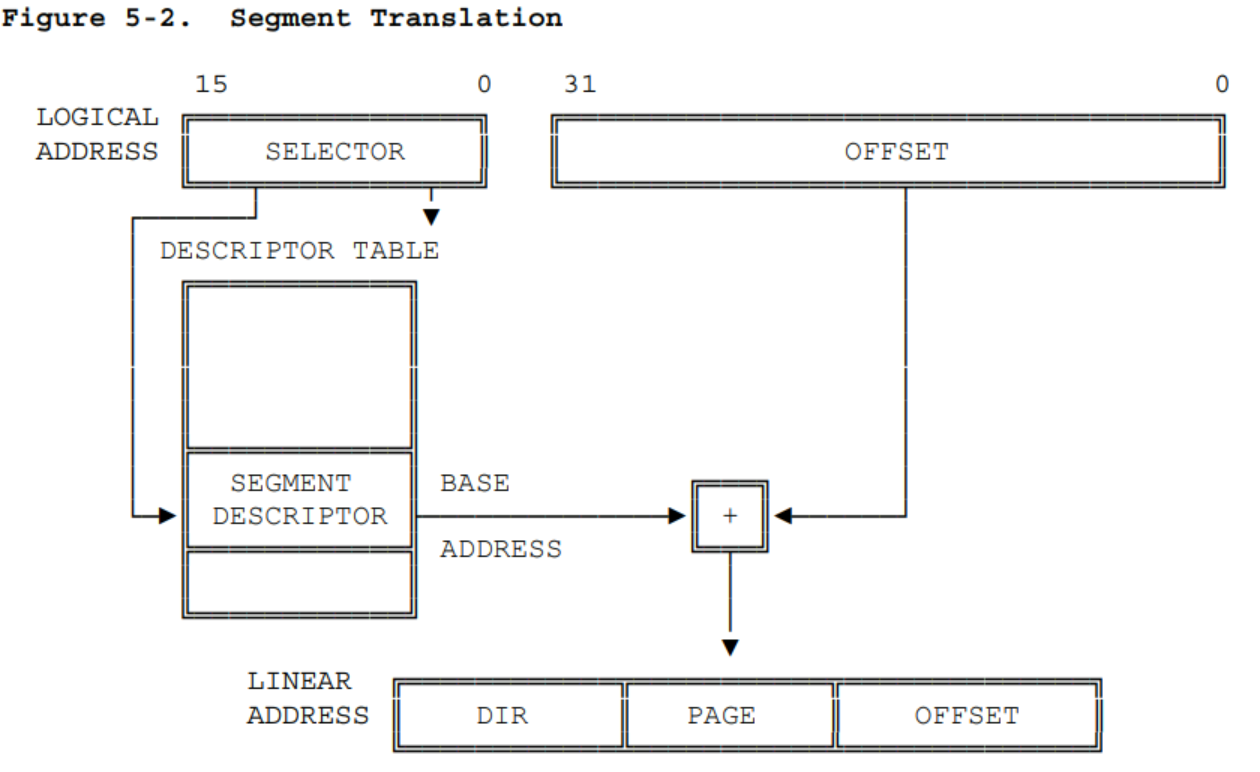 Figure 5-2. Segment Translation
15 0 31 0
LOGICAL
ADDRESS SELECTOR OFFSET
DESCRIPTOR TABLE
SEGMENT BASE
DESCRIPTOR +
ADDRESS
LINEAR
ADDRESS DIR PAGE OFFSET